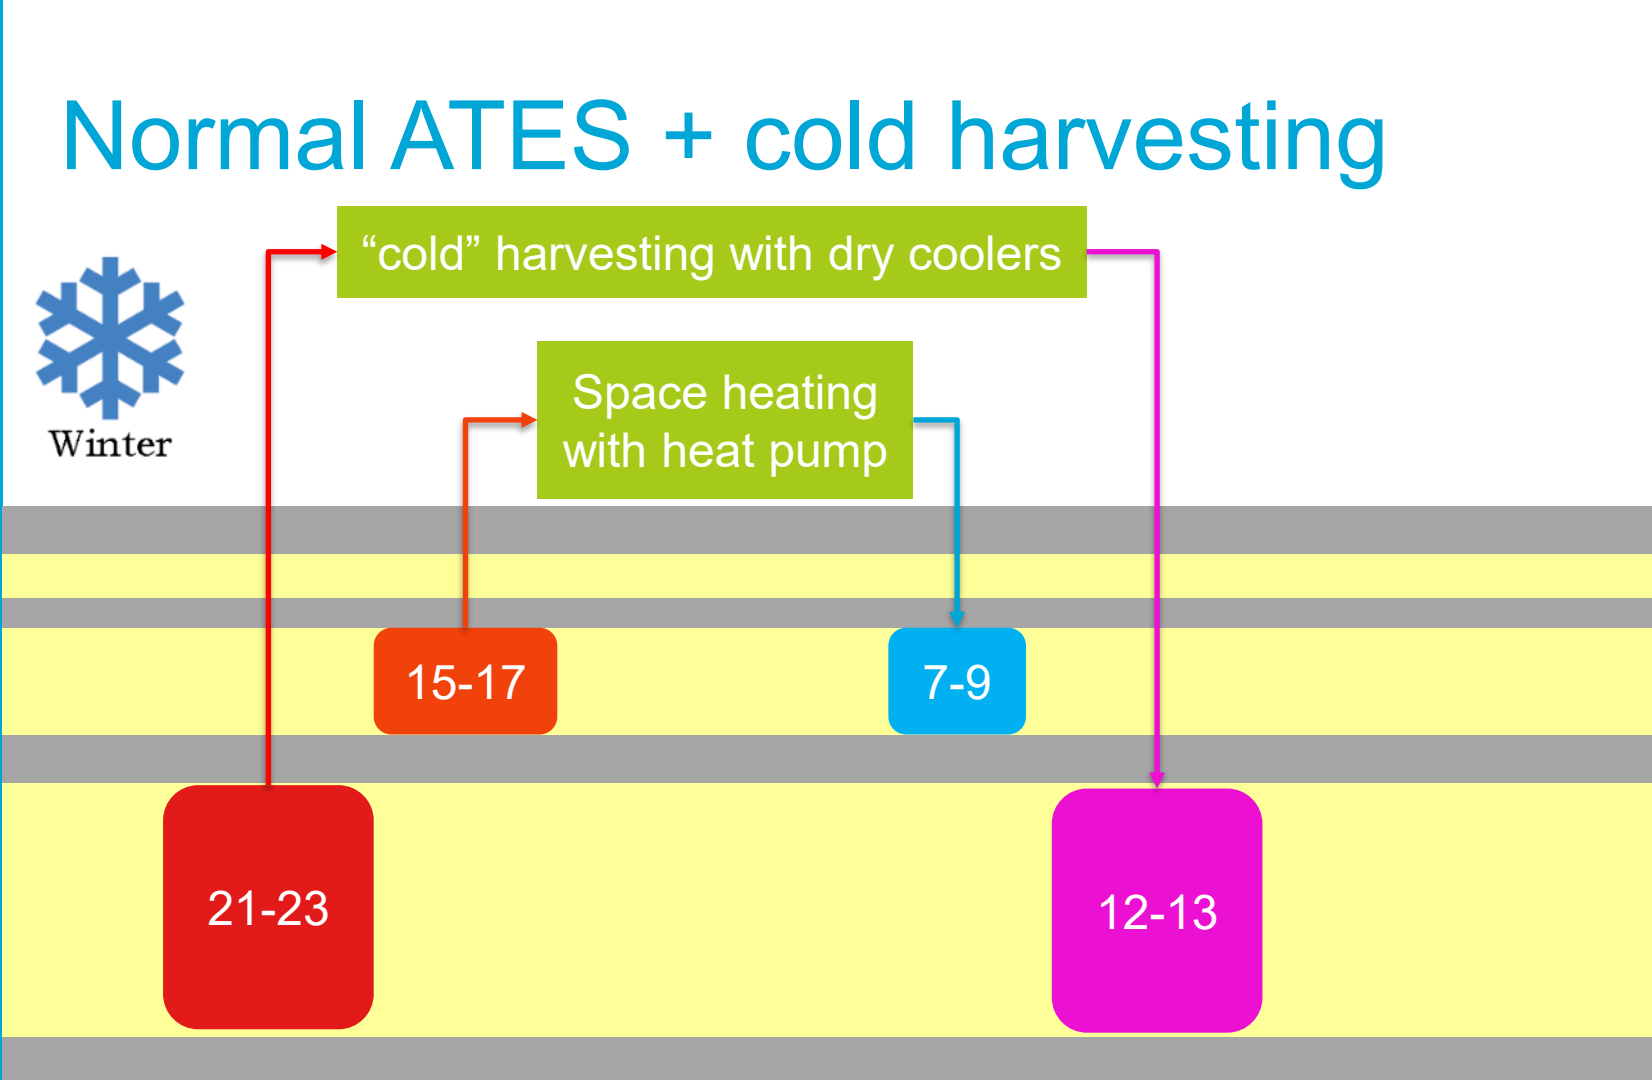 Normal ATES + cold harvesting
“cold” harvesting with dry coolers
Winter
Space heating
with heat pump
15-17
7-9
21-23
12-13